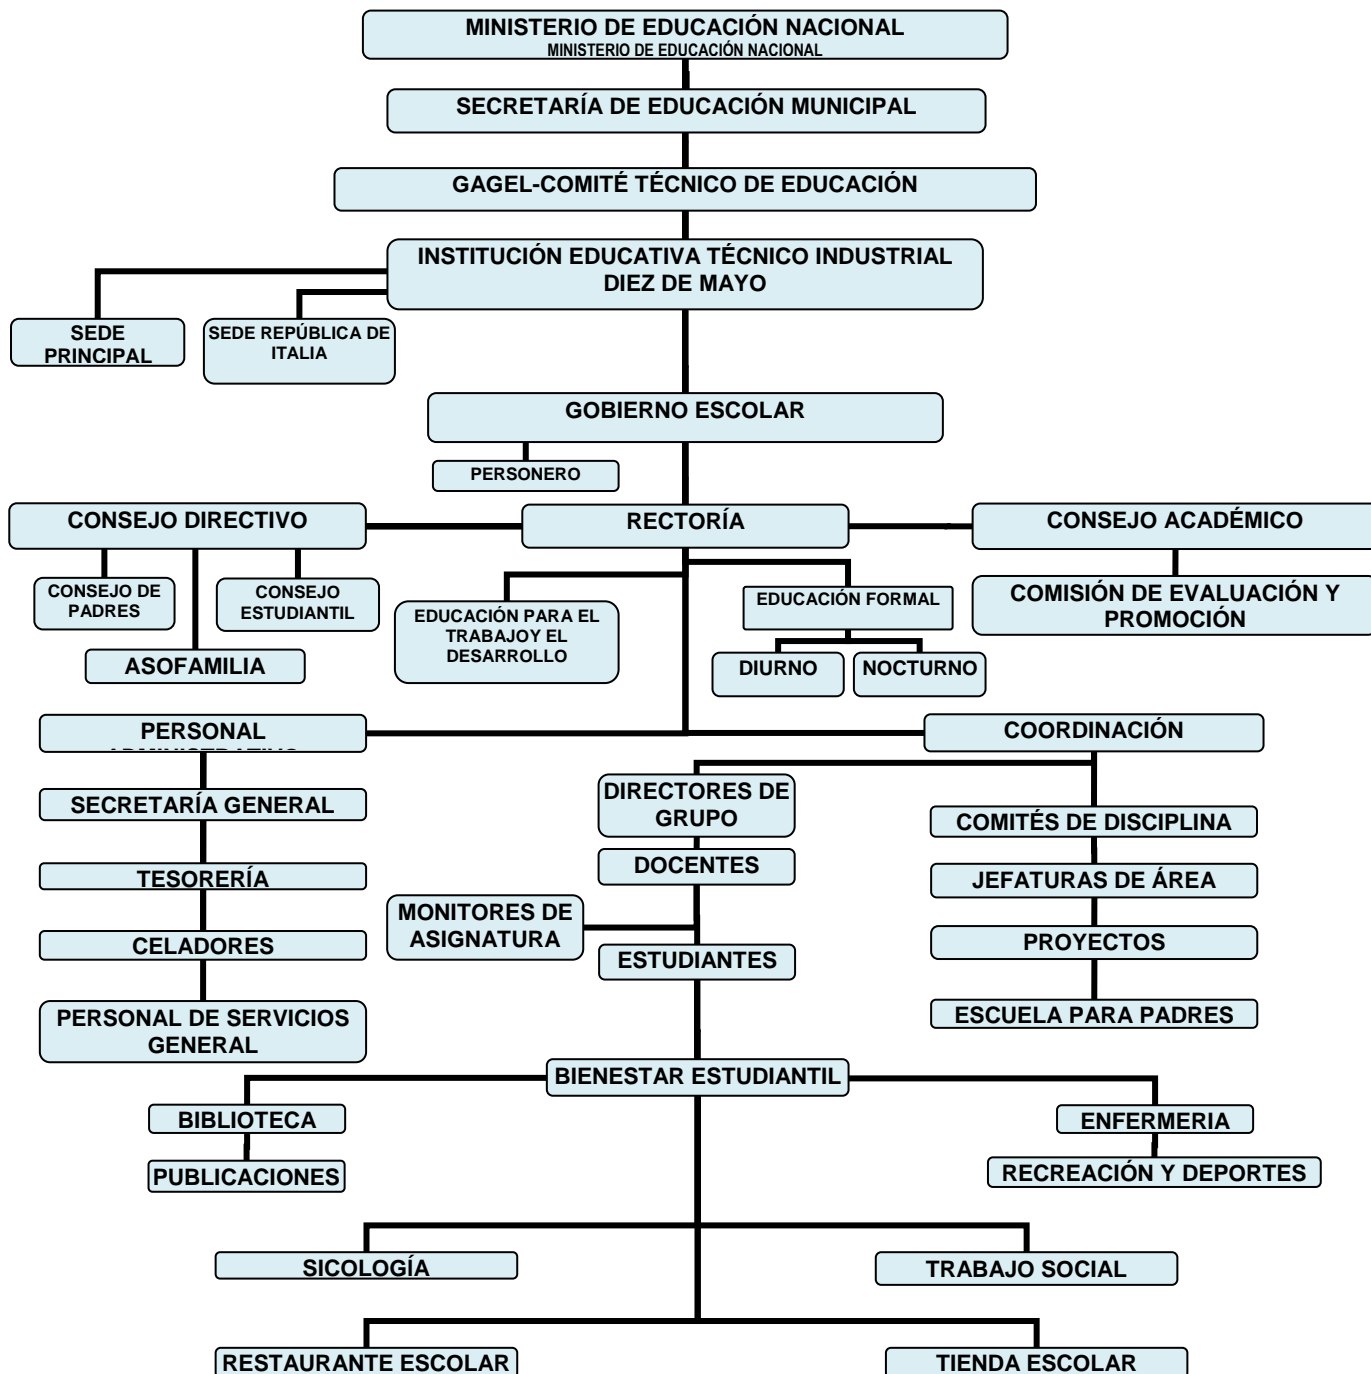 MINISTERIO DE EDUCACIÓN NACIONAL
MINISTERIO DE EDUCACIÓN NACIONAL
SECRETARÍA DE EDUCACIÓN MUNICIPAL
GAGEL-COMITÉ TÉCNICO DE EDUCACIÓN
INSTITUCIÓN EDUCATIVA TÉCNICO INDUSTRIAL
DIEZ DE MAYO
SEDE
PRINCIPAL
SEDE REPÚBLICA DE
ITALIA
GOBIERNO ESCOLAR
PERSONERO
CONSEJO DIRECTIVO
RECTORÍA
CONSEJO ACADÉMICO
CONSEJO DE
PADRES
CONSEJO
ESTUDIANTIL
ASOFAMILIA
EDUCACIÓN PARA EL
TRABAJOY EL
DESARROLLO
EDUCACIÓN FORMAL
DIURNO
NOCTURNO
COMISIÓN DE EVALUACIÓN Y
PROMOCIÓN
PERSONAL
ADMINISTRATIVO
COORDINACIÓN
SECRETARÍA GENERAL
TESORERÍA
CELADORES
PERSONAL DE SERVICIOS
GENERAL
DIRECTORES DE
GRUPO
DOCENTES
MONITORES DE
ASIGNATURA
ESTUDIANTES
COMITÉS DE DISCIPLINA
JEFATURAS DE ÁREA
PROYECTOS
ESCUELA PARA PADRES
BIENESTAR ESTUDIANTIL
BIBLIOTECA
PUBLICACIONES
ENFERMERIA
RECREACIÓN Y DEPORTES
SICOLOGÍA
TRABAJO SOCIAL
RESTAURANTE ESCOLAR
TIENDA ESCOLAR